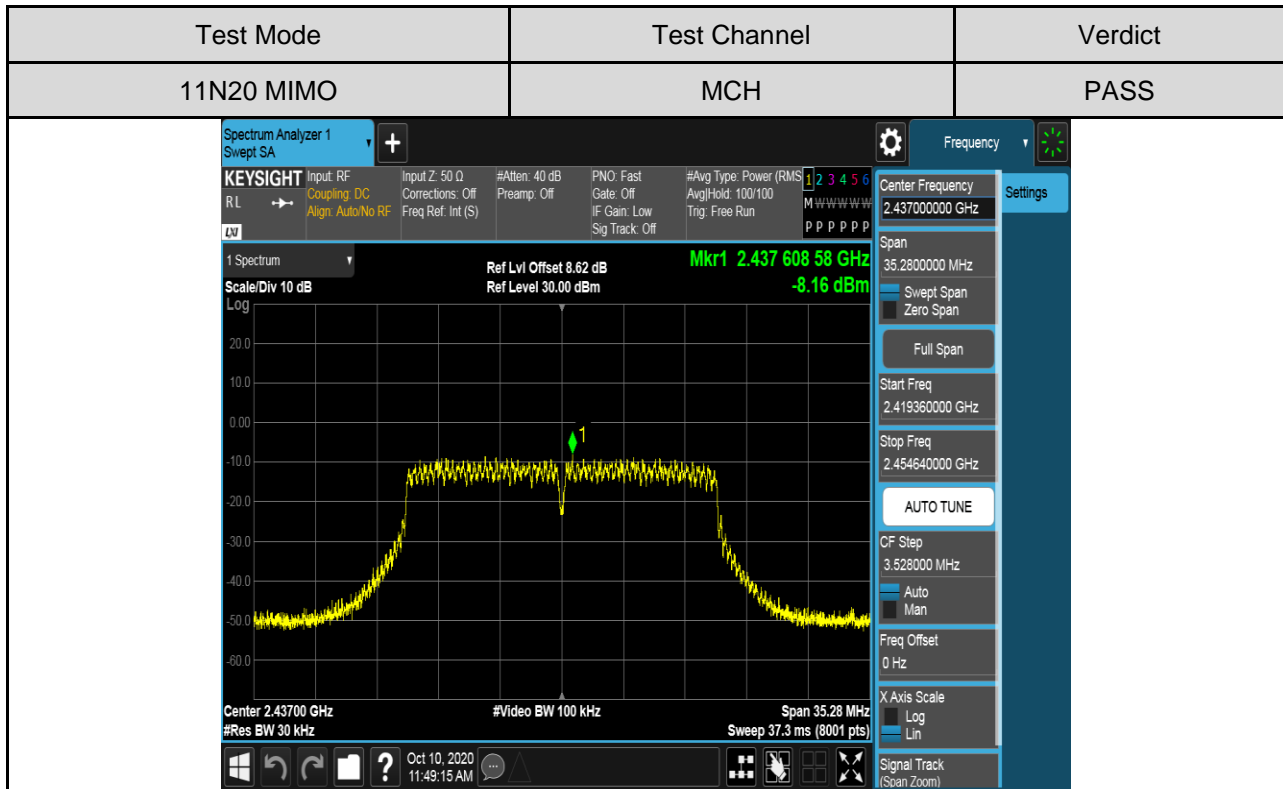 Test Mode Test Channel Verdict
11N20 MIMO MCH PASS
Spectrum Analyzer 1
Swept SA
+
Frequency
KEYSIGHT
RL
LXI
Input: RF
Coupling: DC
Align: Auto/No RF
Input Z: 50 Ω
Corrections: Off
Freq Ref: Int (S)
#Atten: 40 dB
Preamp: Off
PNO: Fast
Gate: Off
IF Gain: Low
Sig Track: Off
#Avg Type: Power (RMS
Avg|Hold: 100/100
Trig: Free Run
1 2 3 4 5 6
M W W W W W
P P P P P P
1 Spectrum
Scale/Div 10 dB
Log
Ref Lvl Offset 8.62 dB
Ref Level 30.00 dBm
Mkr1 2.437 608 58 GHz
-8.16 dBm
20.0
10.0
0.00
-10.0
-20.0
-30.0
-40.0
-50.0
-60.0
1
Center 2.43700 GHz
#Res BW 30 kHz
#Video BW 100 kHz
Span 35.28 MHz
Sweep 37.3 ms (8001 pts)
Center Frequency
2.437000000 GHz
Settings
Span
35.2800000 MHz
Swept Span
Zero Span
Full Span
Start Freq
2.419360000 GHz
Stop Freq
2.454640000 GHz
AUTO TUNE
CF Step
3.528000 MHz
Auto
Man
Freq Offset
0 Hz
X Axis Scale
Log
Lin
Signal Track
(Span Zoom)
?
Oct 10, 2020
11:49:15 AM